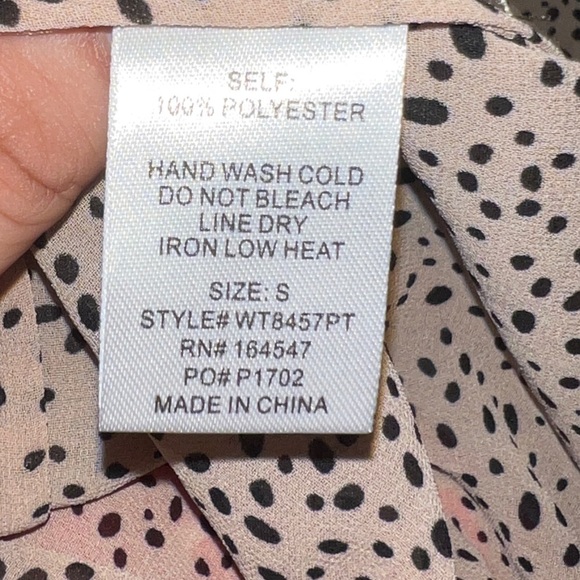 SELF:
100% POLYESTER
HAND WASH COLD
DO NOT BLEACH
LINE DRY
IRON LOW HEAT
SIZE: S
STYLE# WT8457PT
RN# 164547
PO# P1702
MADE IN CHINA